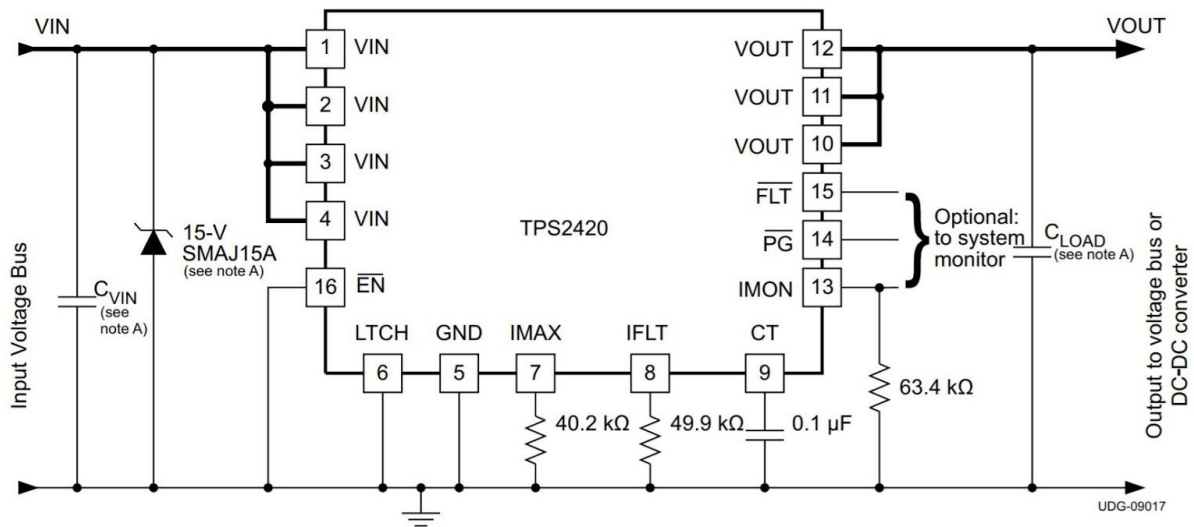 VIN
VOUT
1 VIN
VOUT 12
2 VIN
VOUT 11
3 VIN
VOUT 10
4 VIN
FLT 15
TPS2420
Optional:
to system
monitor
15-V
SMAJ15A
(see note A)
PG 14
C_LOAD
(see note A)
16 EN
IMON 13
C_VIN
(see
note A)
LTCH GND IMAX IFLT CT
6 5 7 8 9
63.4 kΩ
40.2 kΩ
49.9 kΩ
0.1 μF
Input Voltage Bus
Output to voltage bus or
DC-DC converter
UDG-09017